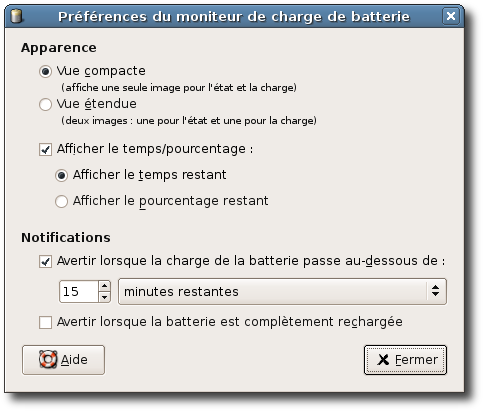 Préférences du moniteur de charge de batterie
Apparence
Vue compacte
(affiche une seule image pour l'état et la charge)
Vue étendue
(deux images : une pour l'état et une pour la charge)
Afficher le temps/pourcentage :
Afficher le temps restant
Afficher le pourcentage restant
Notifications
Avertir lorsque la charge de la batterie passe au-dessous de :
15 minutes restantes
Avertir lorsque la batterie est complètement rechargée
Aide Fermer